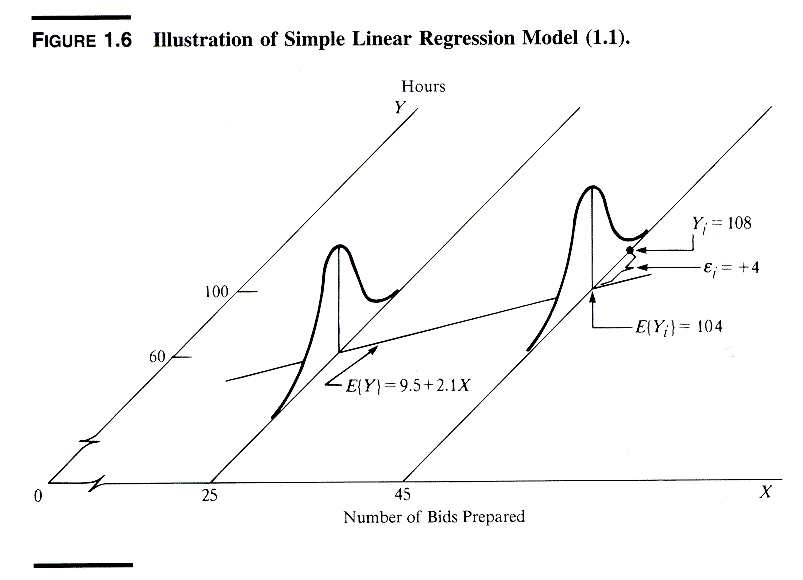 FIGURE 1.6 Illustration of Simple Linear Regression Model (1.1).
Hours
Y
Yi = 108
100
εi = +4
E{Yi} = 104
60
E{Y} = 9.5 + 2.1X
0
25
45
X
Number of Bids Prepared